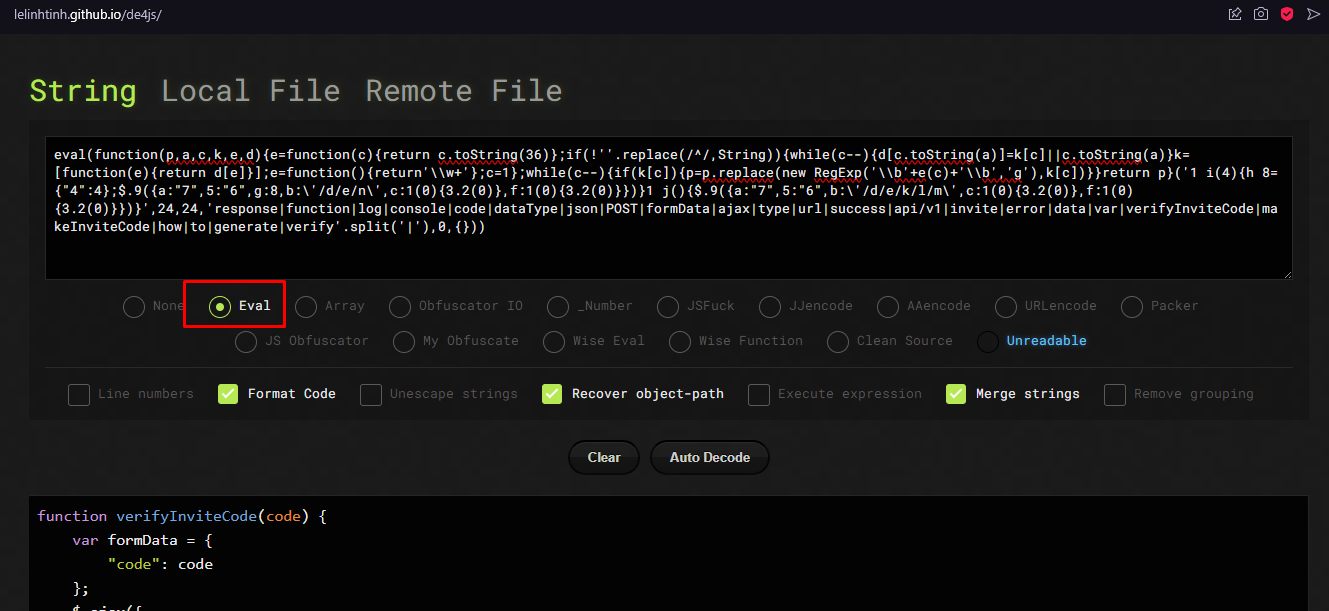 lelinhtinh.github.io/de4js/
String Local File Remote File
eval(function(p,a,c,k,e,d){e=function(c){return c.toString(36)};if(!''.replace(/^/,String)){while(c--){d[c.toString(a)]=k[c]||c.toString(a)}k=
[function(e){return d[e]}];e=function(){return'\\w+'};c=1};while(c--){if(k[c]){p=p.replace(new RegExp('\\b'+e(c)+'\\b','g'),k[c])}}return p}('1 i(4){h 8=
{"4":4};$.9({a:"7",5:"6",g:8,b:\'/d/e/n\',c:1(0){3.2(0)},f:1(0){3.2(0)}})}1 j(){$.9({a:"7",5:"6",b:\'/d/e/k/l/m\',c:1(0){3.2(0)},f:1(0)
{3.2(0)}})}',24,24,'response|function|log|console|code|dataType|json|POST|formData|ajax|type|url|success|api/v1|invite|error|data|var|verifyInviteCode|ma
keInviteCode|how|to|generate|verify'.split('|'),0,{}))
None Eval Array Obfuscator IO _Number JSFuck JJencode AAencode URLencode Packer
JS Obfuscator My Obfuscate Wise Eval Wise Function Clean Source Unreadable
Line numbers Format Code Unescape strings Recover object-path Execute expression Merge strings Remove grouping
Clear Auto Decode
function verifyInviteCode(code) {
var formData = {
"code": code
};
$.ajax({